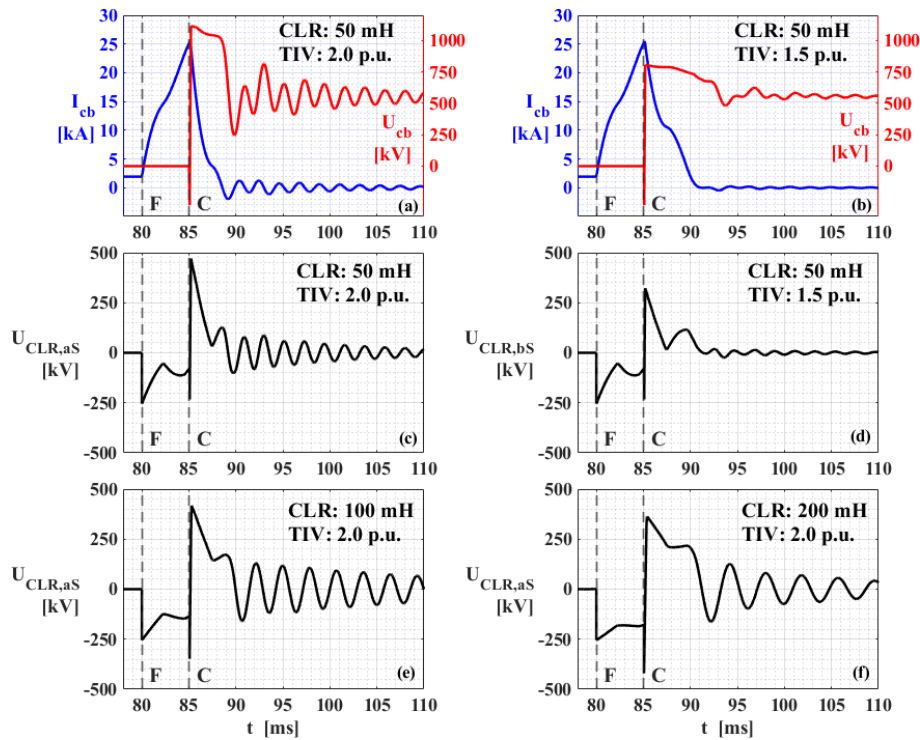 30
25
20
15
10
5
0
I_cb
[kA]
CLR: 50 mH
TIV: 2.0 p.u.
1000
750
500
250
0
U_cb
[kV]
F
C
(a)
80 85 90 95 100 105 110
30
25
20
15
10
5
0
I_cb
[kA]
CLR: 50 mH
TIV: 1.5 p.u.
1000
750
500
250
0
U_cb
[kV]
F
C
(b)
80 85 90 95 100 105 110
500
250
0
-250
-500
U_CLR,aS
[kV]
CLR: 50 mH
TIV: 2.0 p.u.
F
C
(c)
80 85 90 95 100 105 110
500
250
0
-250
-500
U_CLR,bS
[kV]
CLR: 50 mH
TIV: 1.5 p.u.
F
C
(d)
80 85 90 95 100 105 110
500
250
0
-250
-500
U_CLR,aS
[kV]
CLR: 100 mH
TIV: 2.0 p.u.
F
C
(e)
80 85 90 95 100 105 110
t [ms]
500
250
0
-250
-500
U_CLR,aS
[kV]
CLR: 200 mH
TIV: 2.0 p.u.
F
C
(f)
80 85 90 95 100 105 110
t [ms]